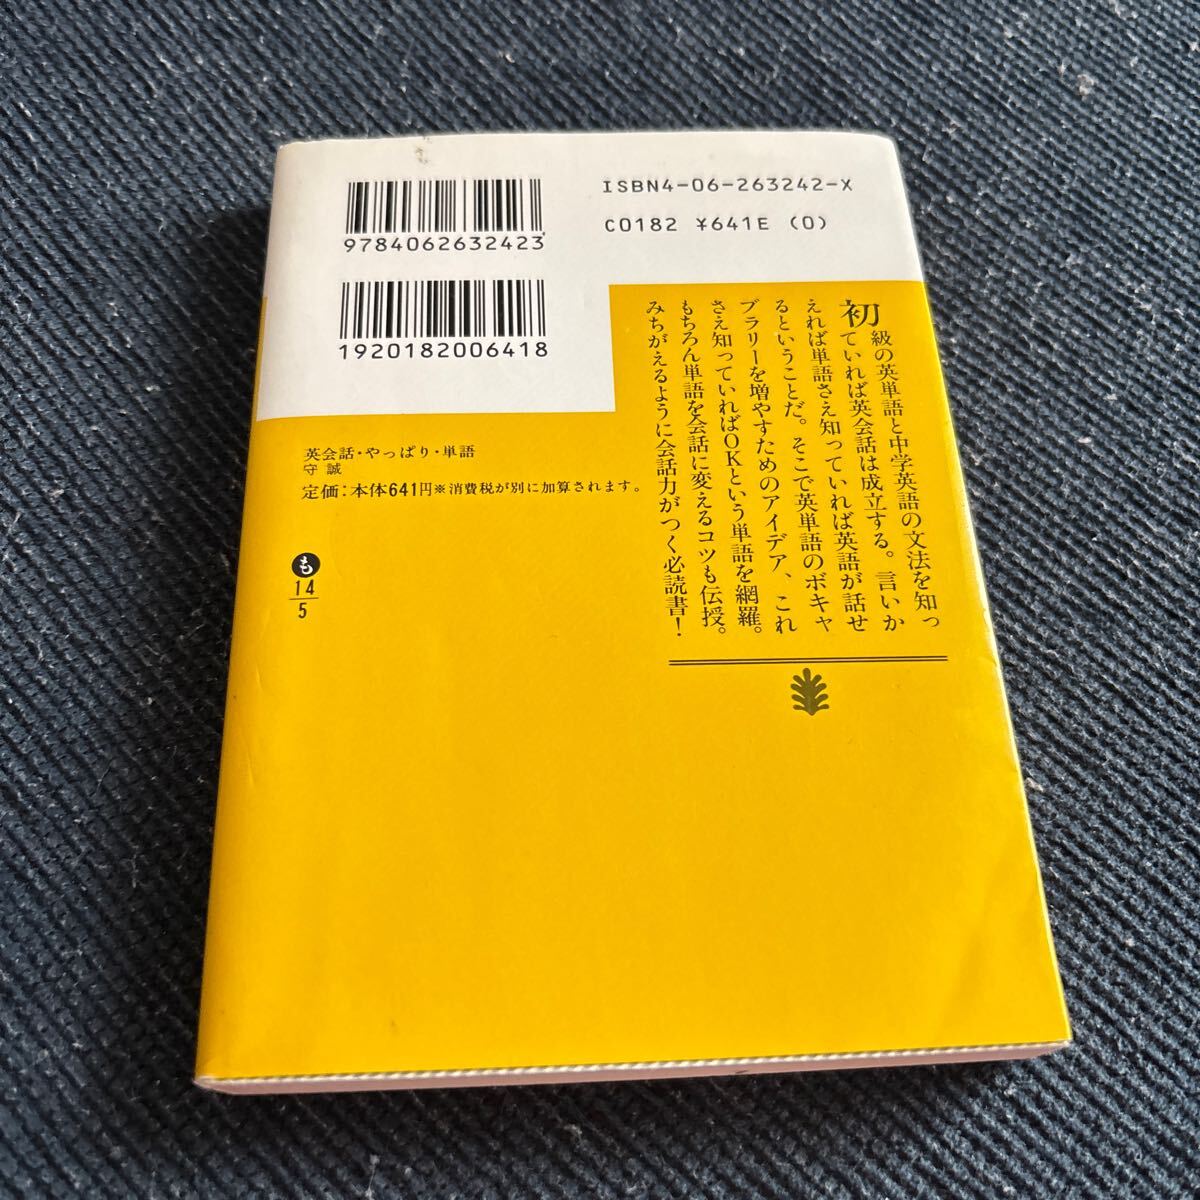 9784062632423
ISBN4-06-263242-X
C0182 ¥641E (0)
1920182006418
初級の英単語と中学英語の文法を知っ
ていれば英会話は成立する。言いか
えれば単語さえ知っていれば英語が話せ
るということだ。そこで英単語のボキャ
ブラリーを増やすためのアイデア、これ
さえ知っていればOKという単語を網羅。
もちろん単語を会話に変えるコツも伝授。
みちがえるように会話力がつく必読書！
英会話・やっぱり・単語
守 誠
定価：本体641円※消費税が別に加算されます。
も
14
5